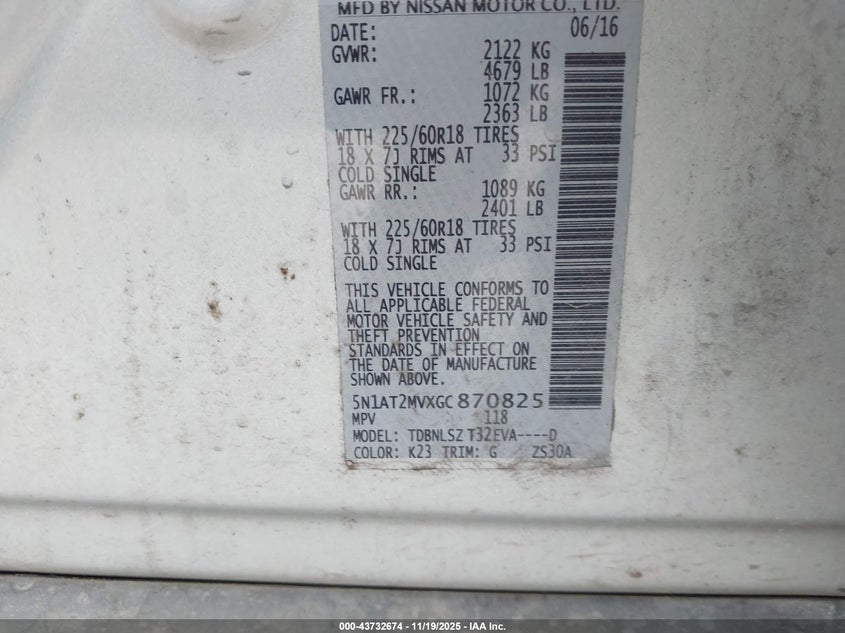 MFD BY NISSAN MOTOR CO., LTD.
DATE: 06/16
GVWR: 2122 KG
4679 LB
GAWR FR.: 1072 KG
2363 LB
WITH 225/60R18 TIRES
18 X 7J RIMS AT 33 PSI
COLD SINGLE
GAWR RR.: 1089 KG
2401 LB
WITH 225/60R18 TIRES
18 X 7J RIMS AT 33 PSI
COLD SINGLE
THIS VEHICLE CONFORMS TO
ALL APPLICABLE FEDERAL
MOTOR VEHICLE SAFETY AND
THEFT PREVENTION
STANDARDS IN EFFECT ON
THE DATE OF MANUFACTURE
SHOWN ABOVE.
5N1AT2MVXGC870825
MPV 118
MODEL: TDBNLSZ T32EVA----D
COLOR: K23 TRIM: G ZS30A
000-43732674 - 11/19/2025 - IAA Inc.